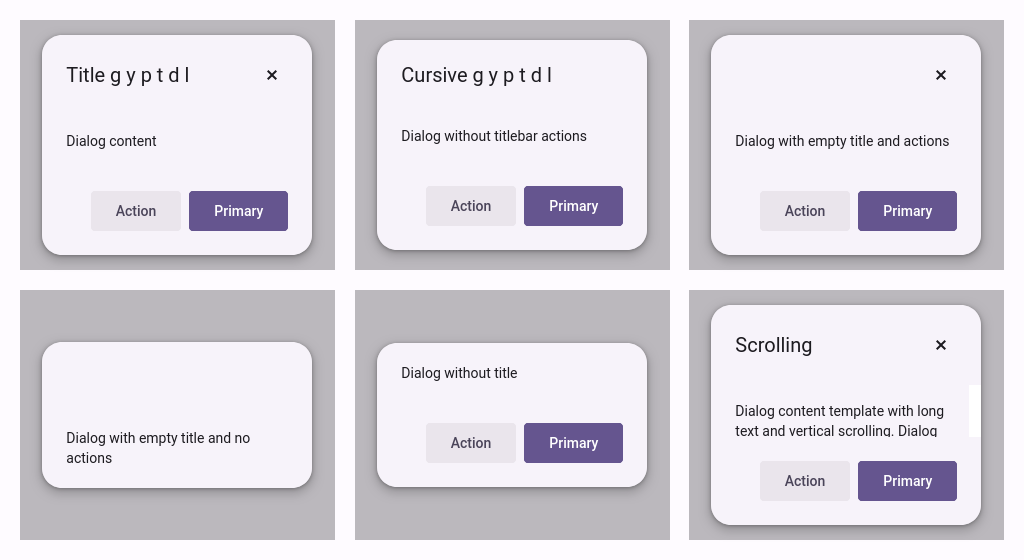 Title g y p t d l
Dialog content
Action
Primary
Cursive g y p t d l
Dialog without titlebar actions
Action
Primary
Dialog with empty title and actions
Action
Primary
Dialog with empty title and no
actions
Dialog without title
Action
Primary
Scrolling
Dialog content template with long
text and vertical scrolling. Dialog
Action
Primary